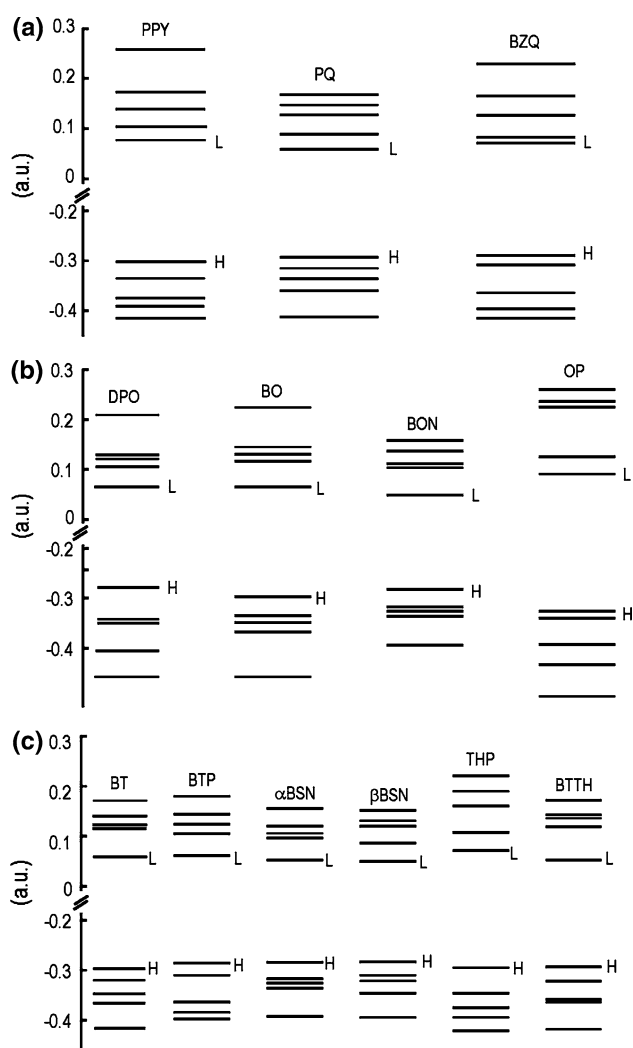 (a)
PPY PQ BZQ
0.3
0.2
0.1
0
-0.2
-0.3
-0.4
(a.u.)
L L L
H H H
(b)
DPO BO BON OP
0.3
0.2
0.1
0
-0.2
-0.3
-0.4
(a.u.)
L L L L
H H H H
(c)
BT BTP αBSN βBSN THP BTTH
0.3
0.2
0.1
0
-0.2
-0.3
-0.4
(a.u.)
L L L L L L
H H H H H H